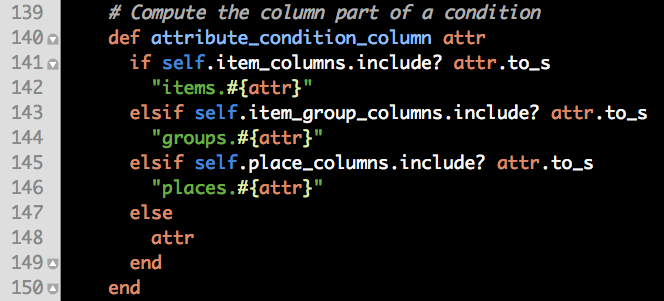 139 # Compute the column part of a condition
140 def attribute_condition_column attr
141 if self.item_columns.include? attr.to_s
142 "items.#{attr}"
143 elsif self.item_group_columns.include? attr.to_s
144 "groups.#{attr}"
145 elsif self.place_columns.include? attr.to_s
146 "places.#{attr}"
147 else
148 attr
149 end
150 end